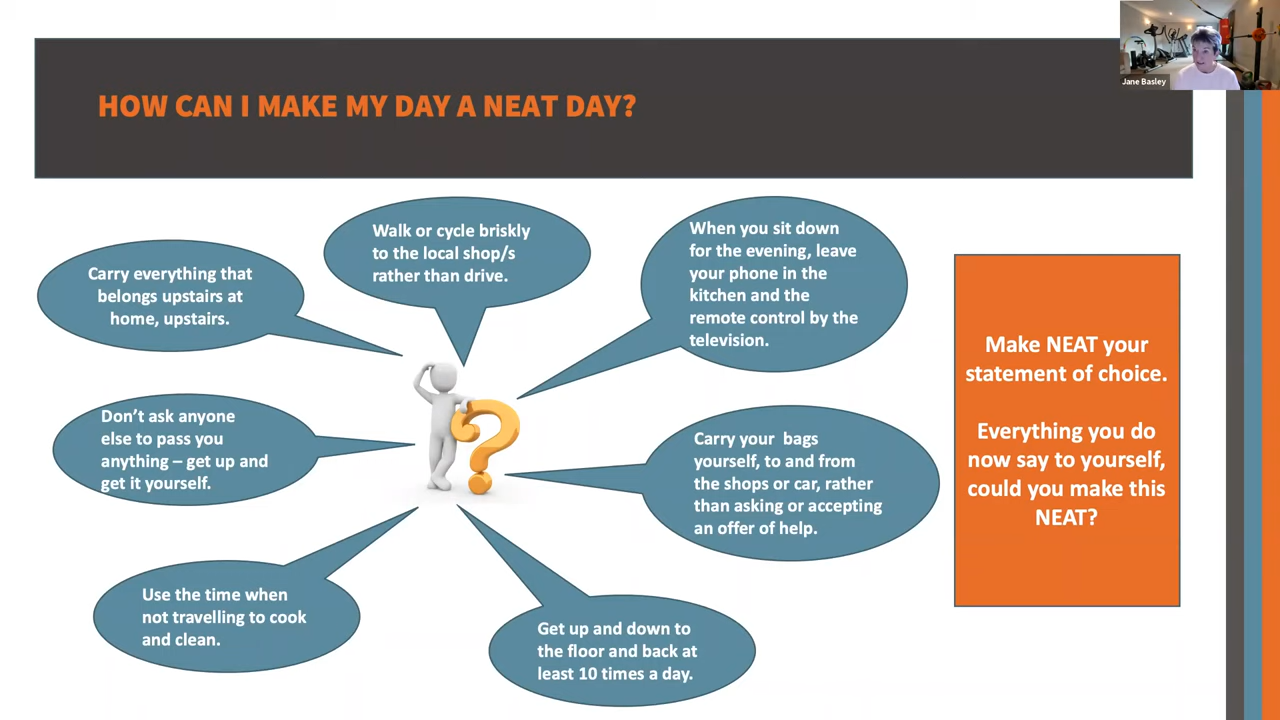 HOW CAN I MAKE MY DAY A NEAT DAY?
Jane Basley
Carry everything that
belongs upstairs at
home, upstairs.
Walk or cycle briskly
to the local shop/s
rather than drive.
When you sit down
for the evening, leave
your phone in the
kitchen and the
remote control by the
television.
Don’t ask anyone
else to pass you
anything – get up and
get it yourself.
Carry your bags
yourself, to and from
the shops or car, rather
than asking or accepting
an offer of help.
Use the time when
not travelling to cook
and clean.
Get up and down to
the floor and back at
least 10 times a day.
Make NEAT your
statement of choice.
Everything you do
now say to yourself,
could you make this
NEAT?